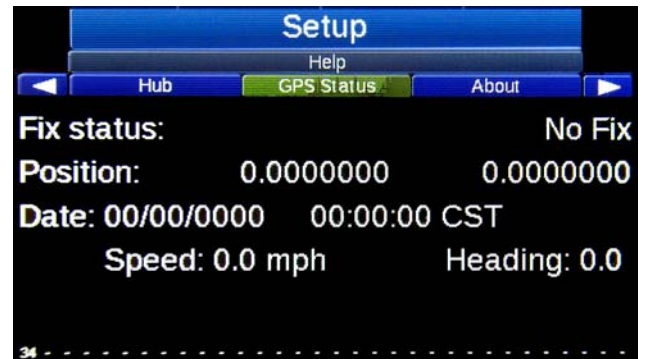 Setup
Help
Hub GPS Status About
Fix status: No Fix
Position: 0.0000000 0.0000000
Date: 00/00/0000 00:00:00 CST
Speed: 0.0 mph Heading: 0.0
34